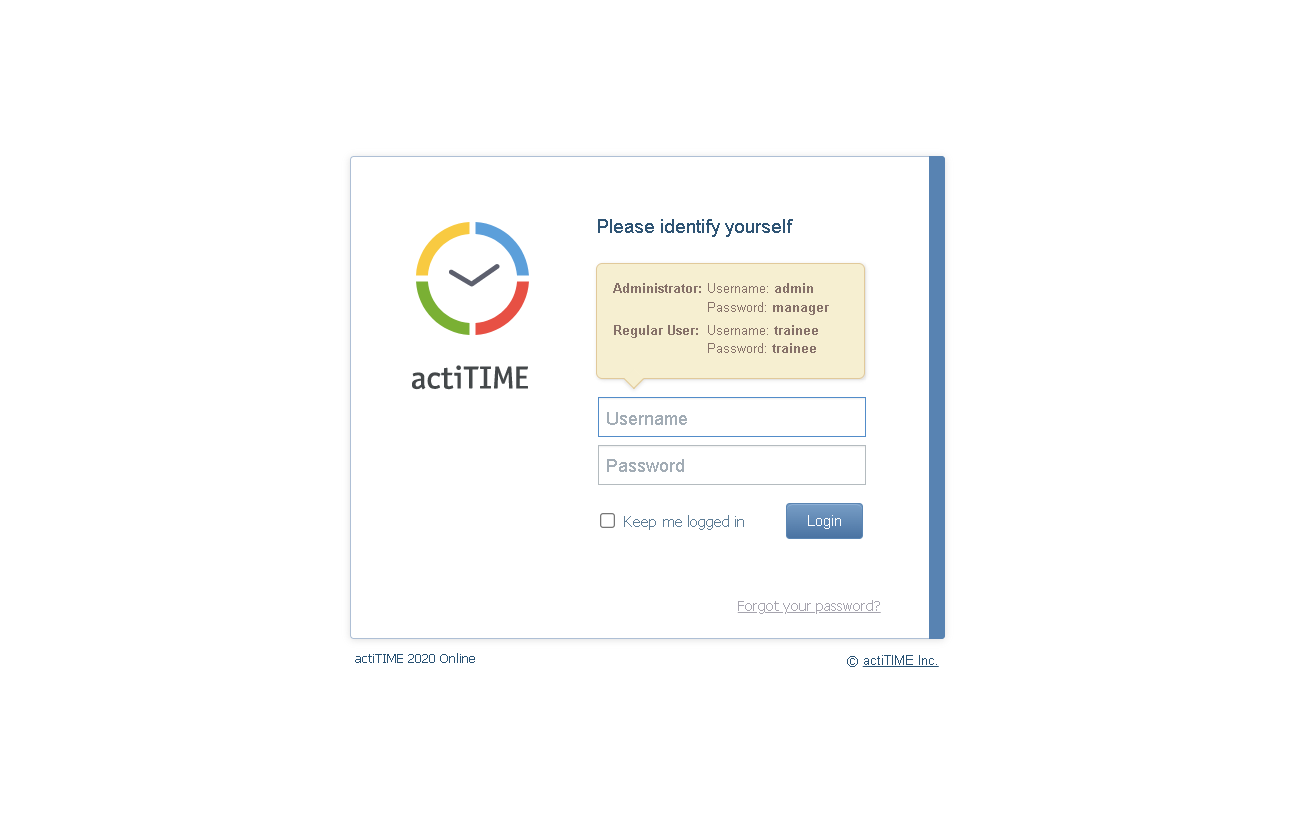 actiTIME
Please identify yourself
Administrator: Username: admin
Password: manager
Regular User: Username: trainee
Password: trainee
Username
Password
Keep me logged in
Login
Forgot your password?
actiTIME 2020 Online
© actiTIME Inc.